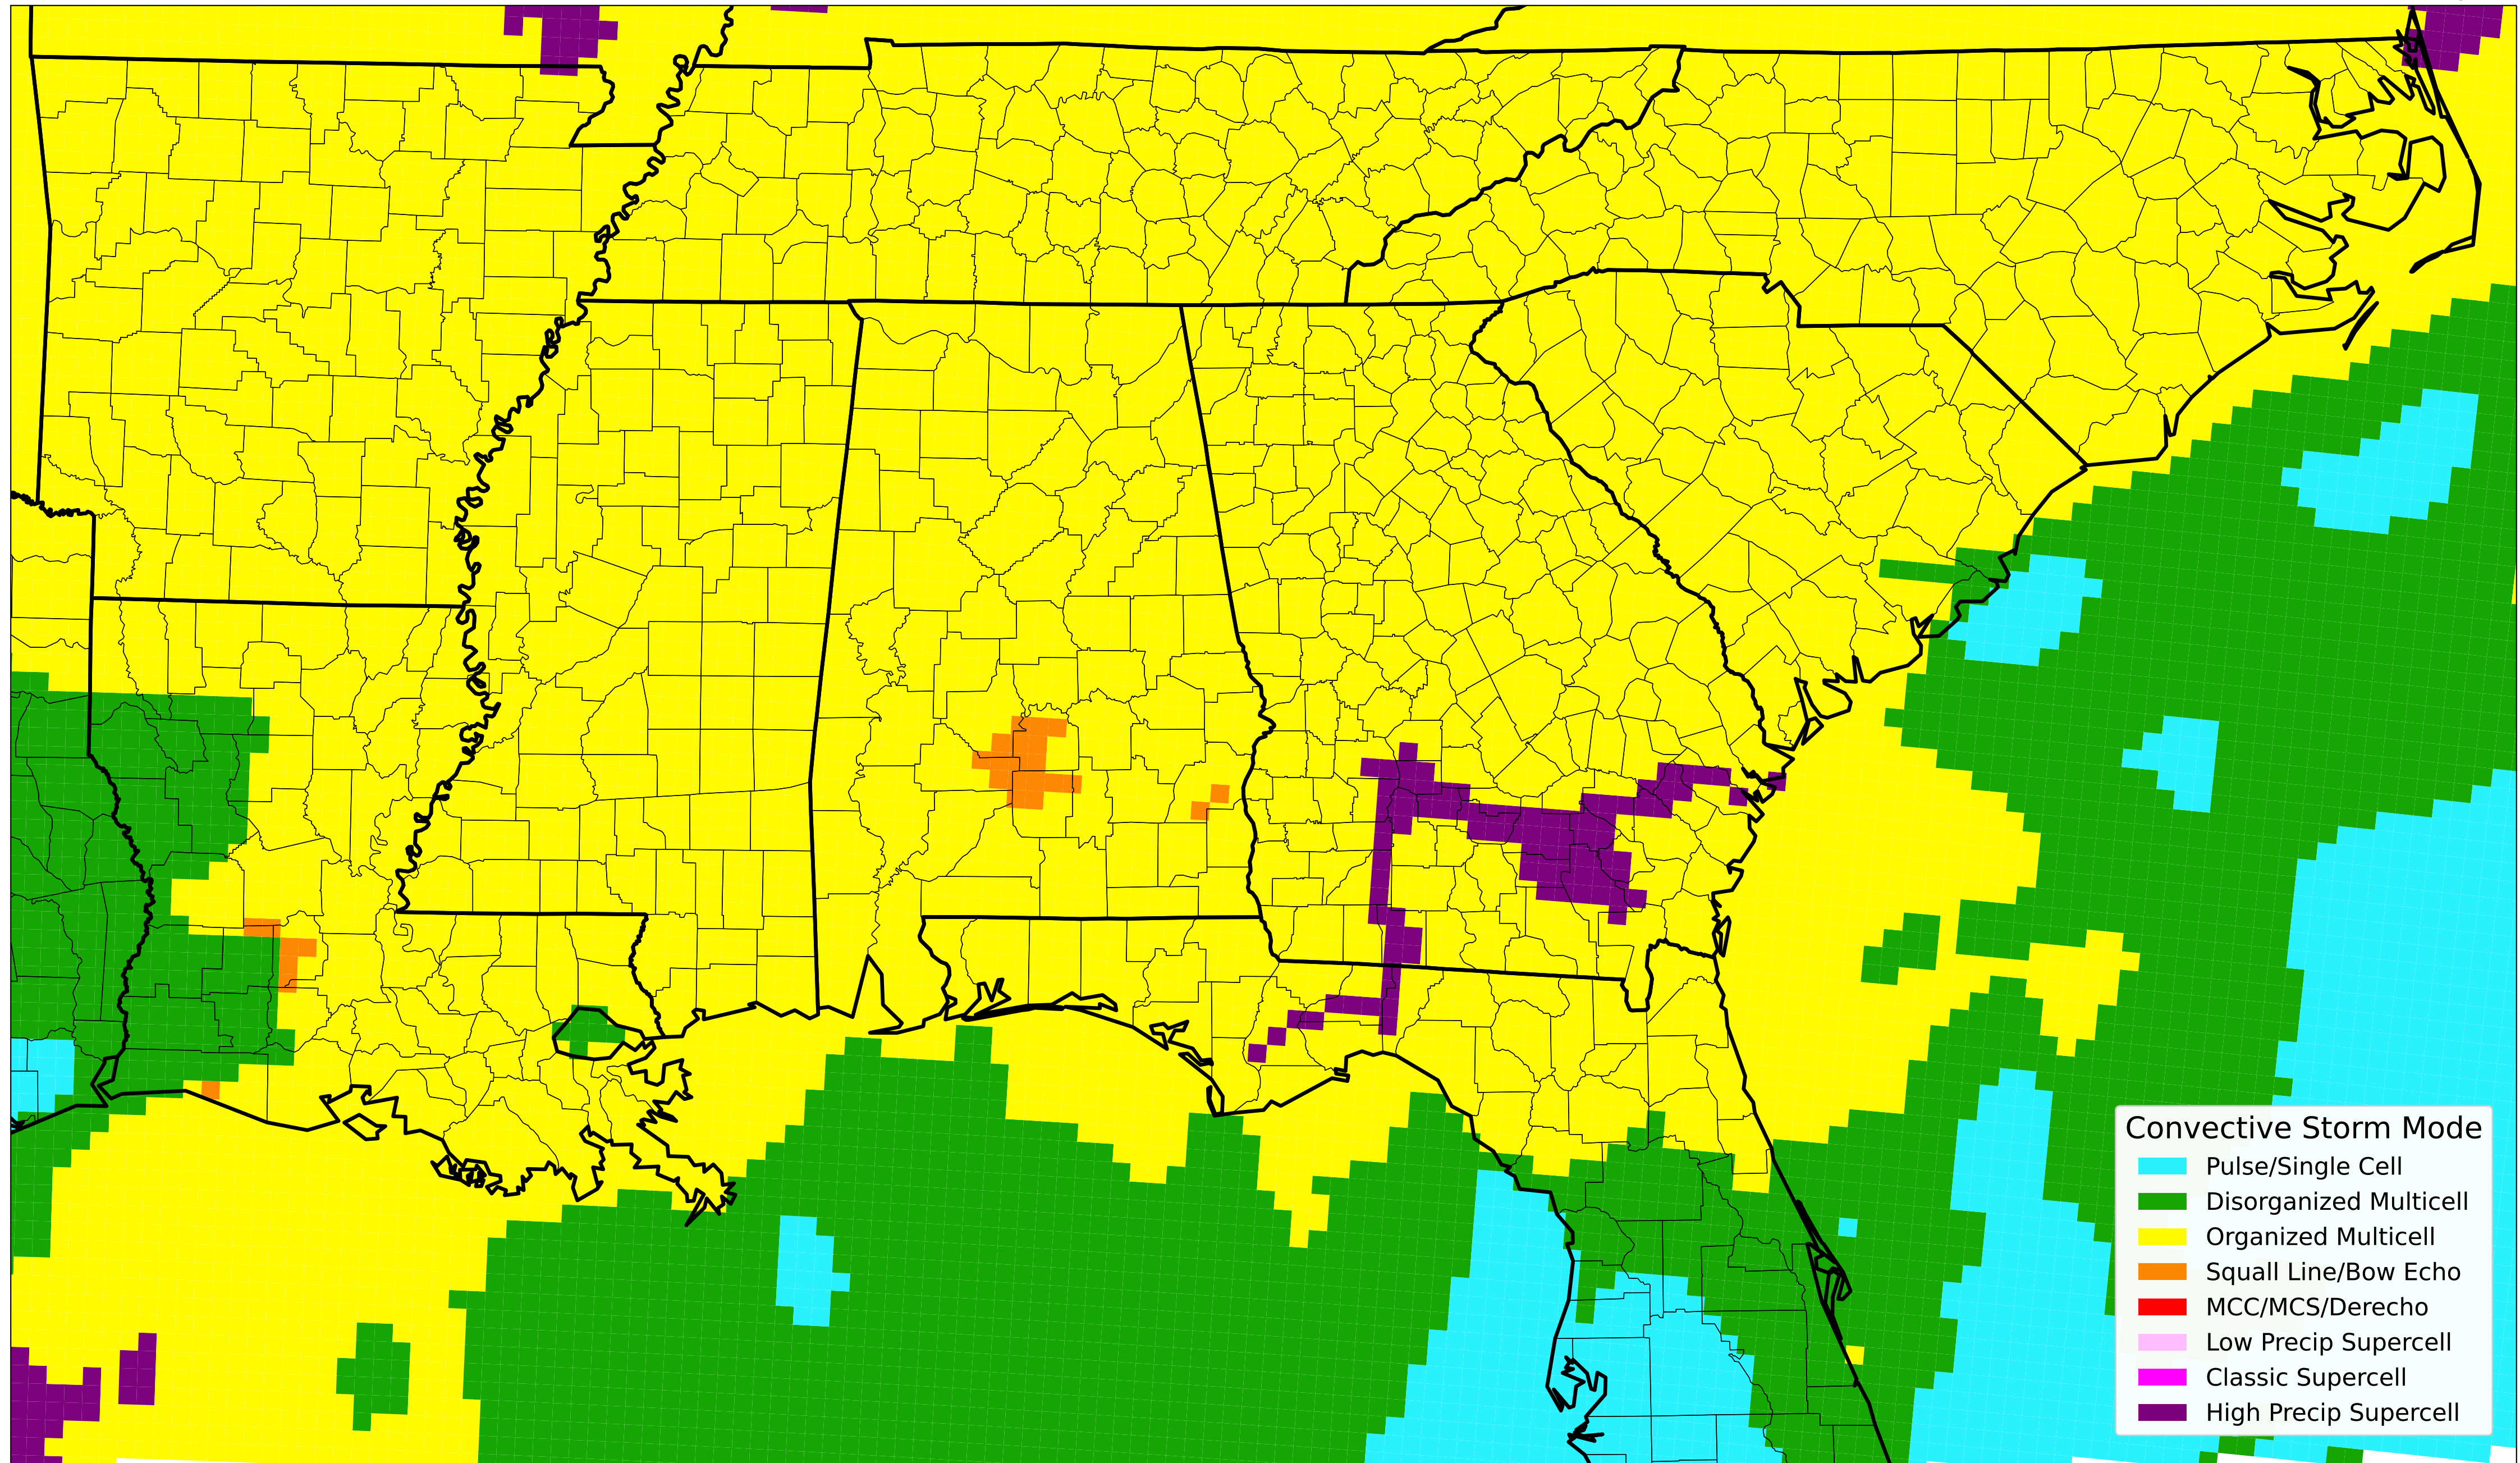 Convective Storm Mode
Pulse/Single Cell
Disorganized Multicell
Organized Multicell
Squall Line/Bow Echo
MCC/MCS/Derecho
Low Precip Supercell
Classic Supercell
High Precip Supercell